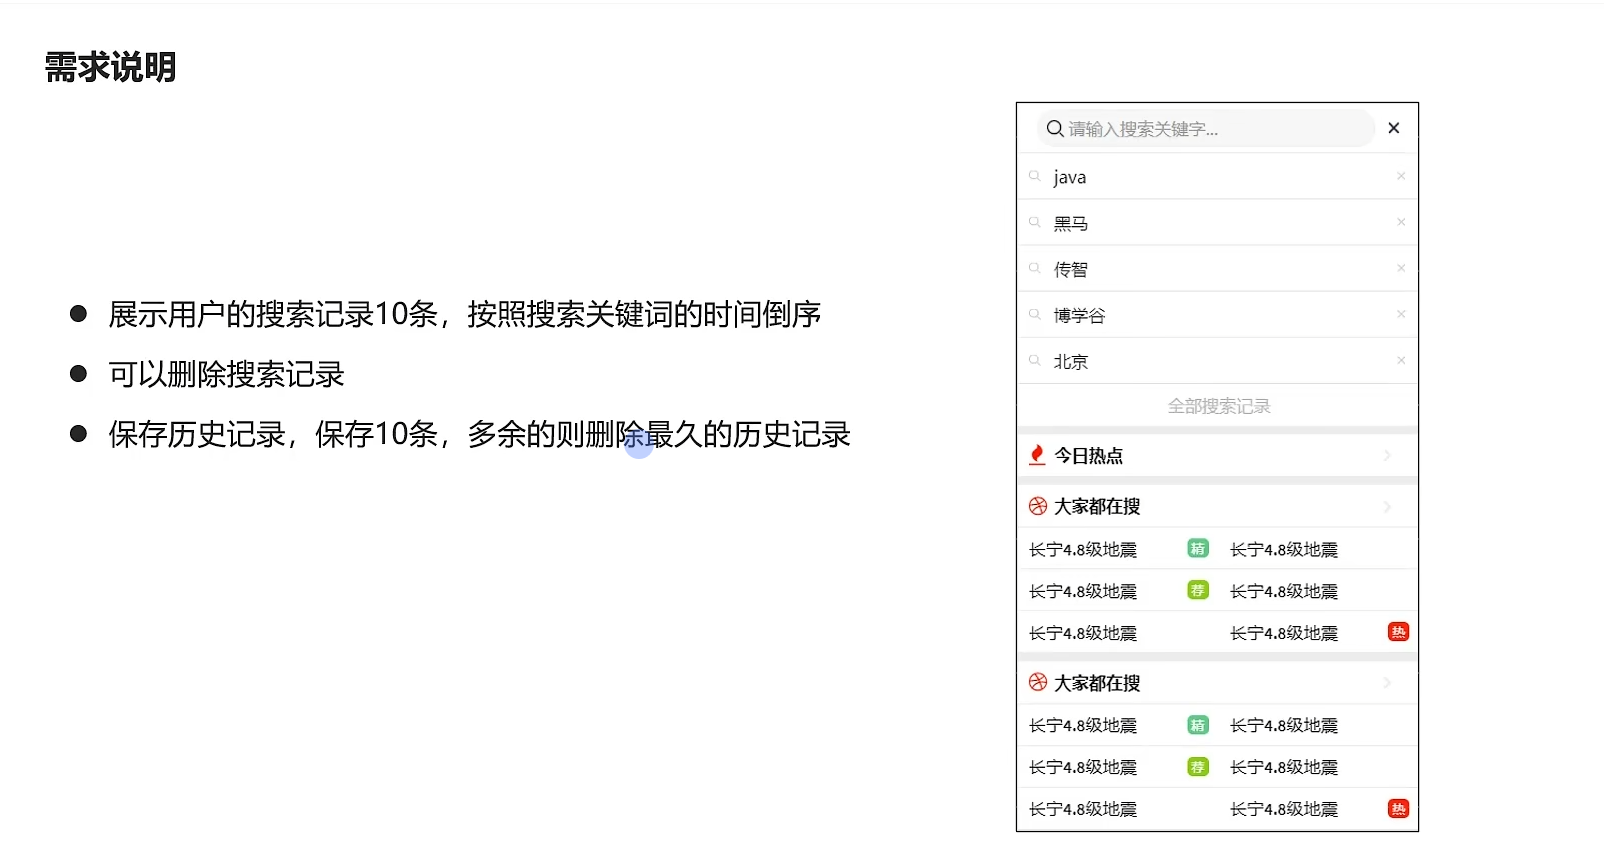 需求说明
展示用户的搜索记录10条，按照搜索关键词的时间倒序
可以删除搜索记录
保存历史记录，保存10条，多余的则删除最久的历史记录
请输入搜索关键字...
java
黑马
传智
博学谷
北京
全部搜索记录
今日热点
大家都在搜
长宁4.8级地震 精 长宁4.8级地震
长宁4.8级地震 荐 长宁4.8级地震
长宁4.8级地震 长宁4.8级地震 热
大家都在搜
长宁4.8级地震 精 长宁4.8级地震
长宁4.8级地震 荐 长宁4.8级地震
长宁4.8级地震 长宁4.8级地震 热